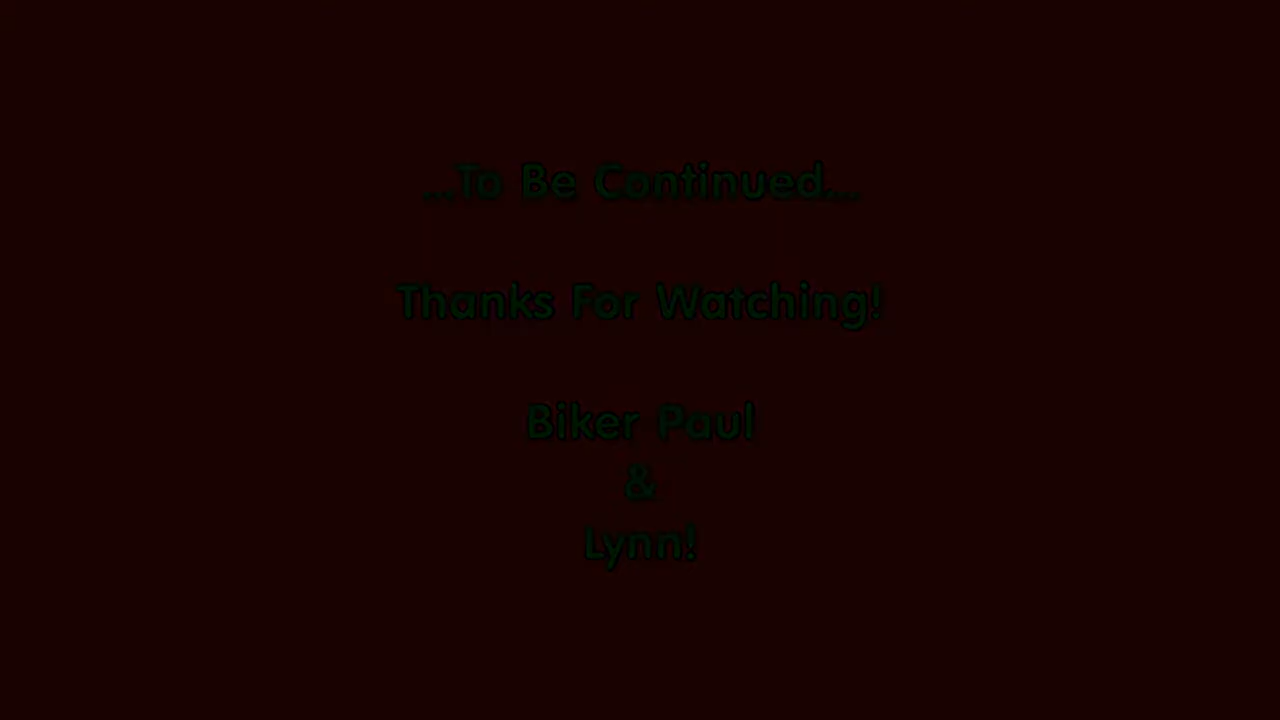 ...To Be Continued...
Thanks For Watching!
Biker Paul
&
Lynn!